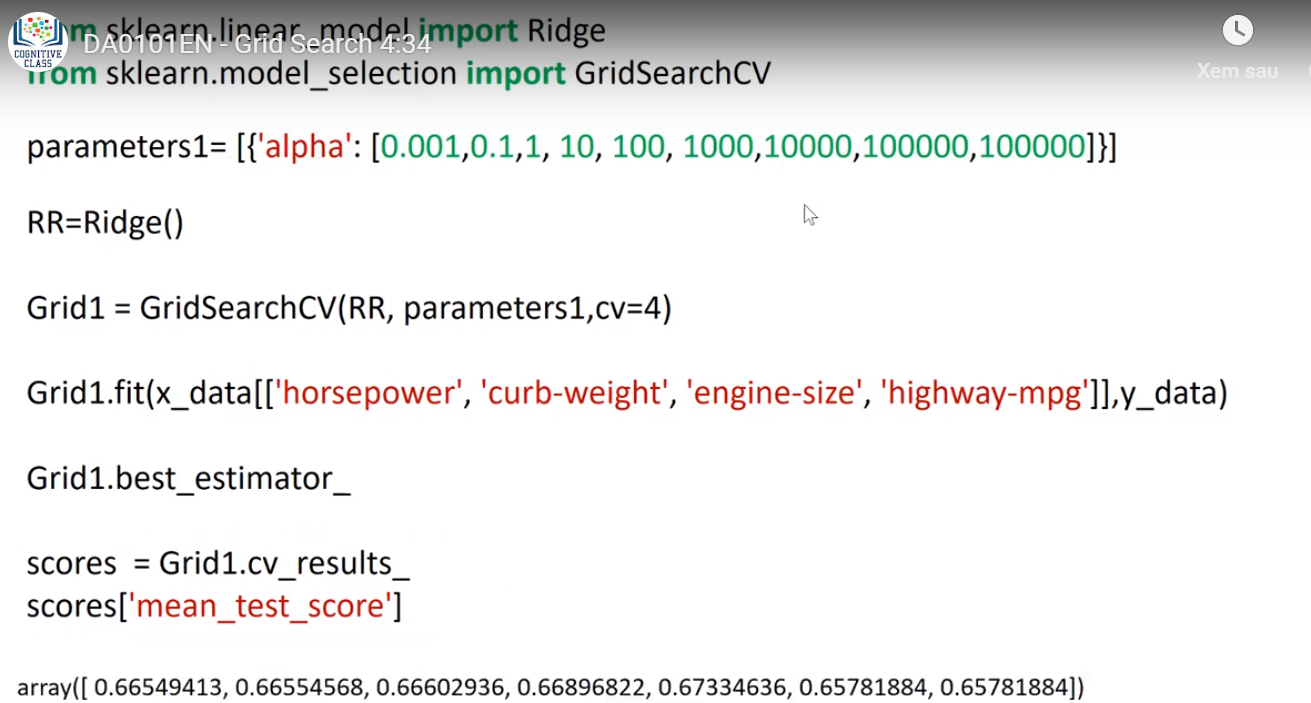 from sklearn.linear_model import Ridge
DA0101EN - Grid Search 4:34
COGNITIVE
CLASS
Xem sau
from sklearn.model_selection import GridSearchCV
parameters1= [{'alpha': [0.001,0.1,1, 10, 100, 1000,10000,100000,100000]}]
RR=Ridge()
Grid1 = GridSearchCV(RR, parameters1,cv=4)
Grid1.fit(x_data[['horsepower', 'curb-weight', 'engine-size', 'highway-mpg']],y_data)
Grid1.best_estimator_
scores  = Grid1.cv_results_
scores['mean_test_score']
array([ 0.66549413, 0.66554568, 0.66602936, 0.66896822, 0.67334636, 0.65781884, 0.65781884])